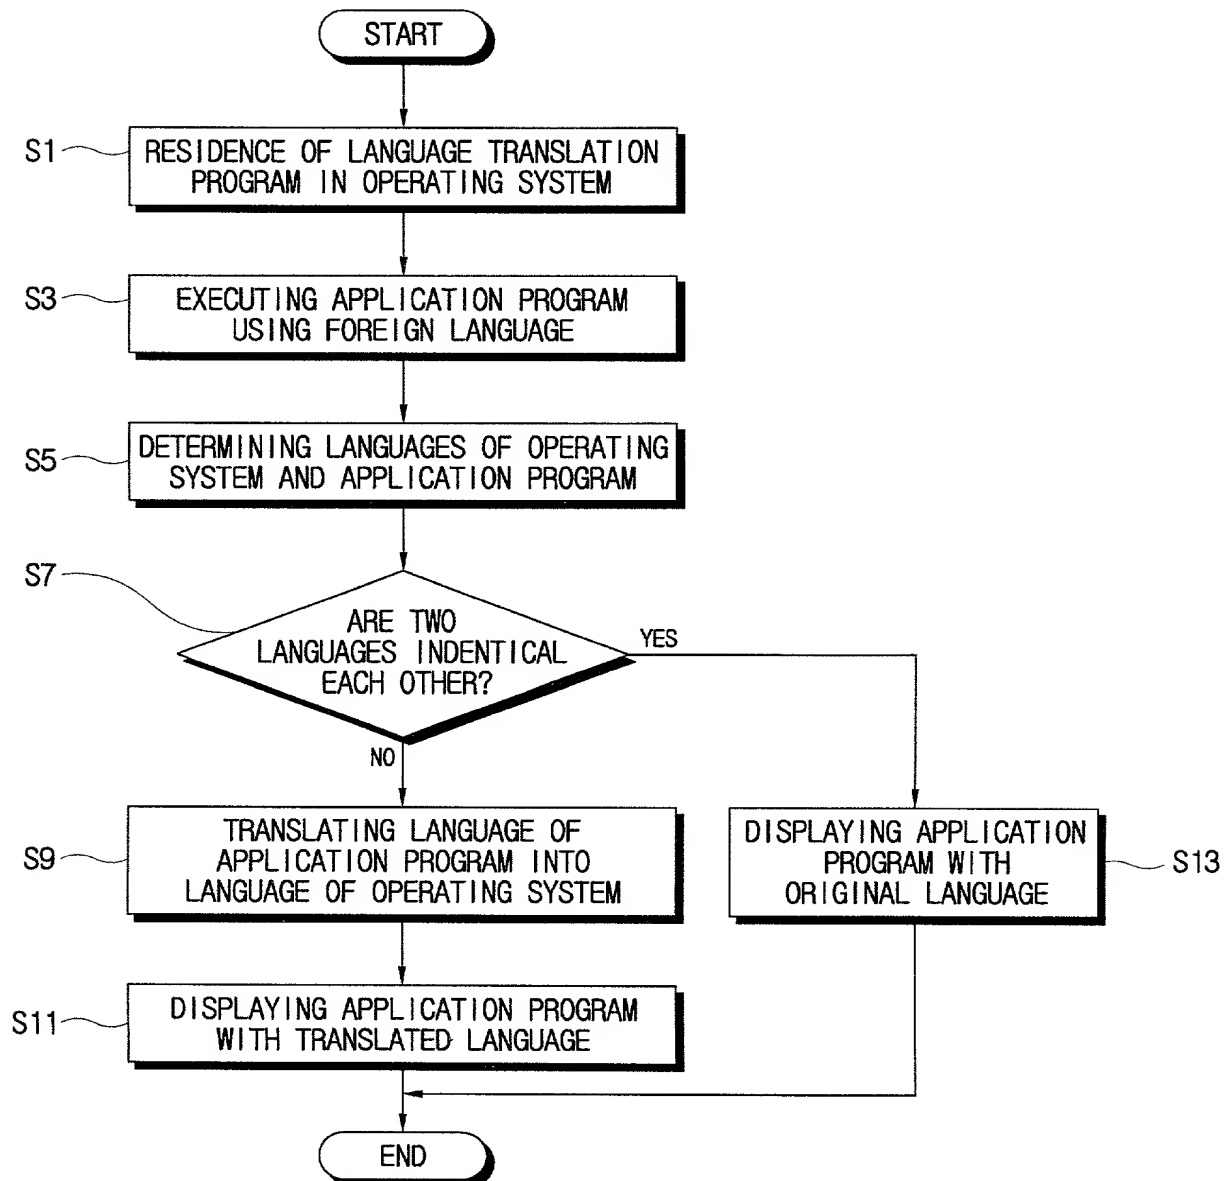 START
S1
RESIDENCE OF LANGUAGE TRANSLATION
PROGRAM IN OPERATING SYSTEM
S3
EXECUTING APPLICATION PROGRAM
USING FOREIGN LANGUAGE
S5
DETERMINING LANGUAGES OF OPERATING
SYSTEM AND APPLICATION PROGRAM
S7
ARE TWO
LANGUAGES INDENTICAL
EACH OTHER?
YES
NO
S9
TRANSLATING LANGUAGE OF
APPLICATION PROGRAM INTO
LANGUAGE OF OPERATING SYSTEM
DISPLAYING APPLICATION
PROGRAM WITH
ORIGINAL LANGUAGE
S13
S11
DISPLAYING APPLICATION PROGRAM
WITH TRANSLATED LANGUAGE
END